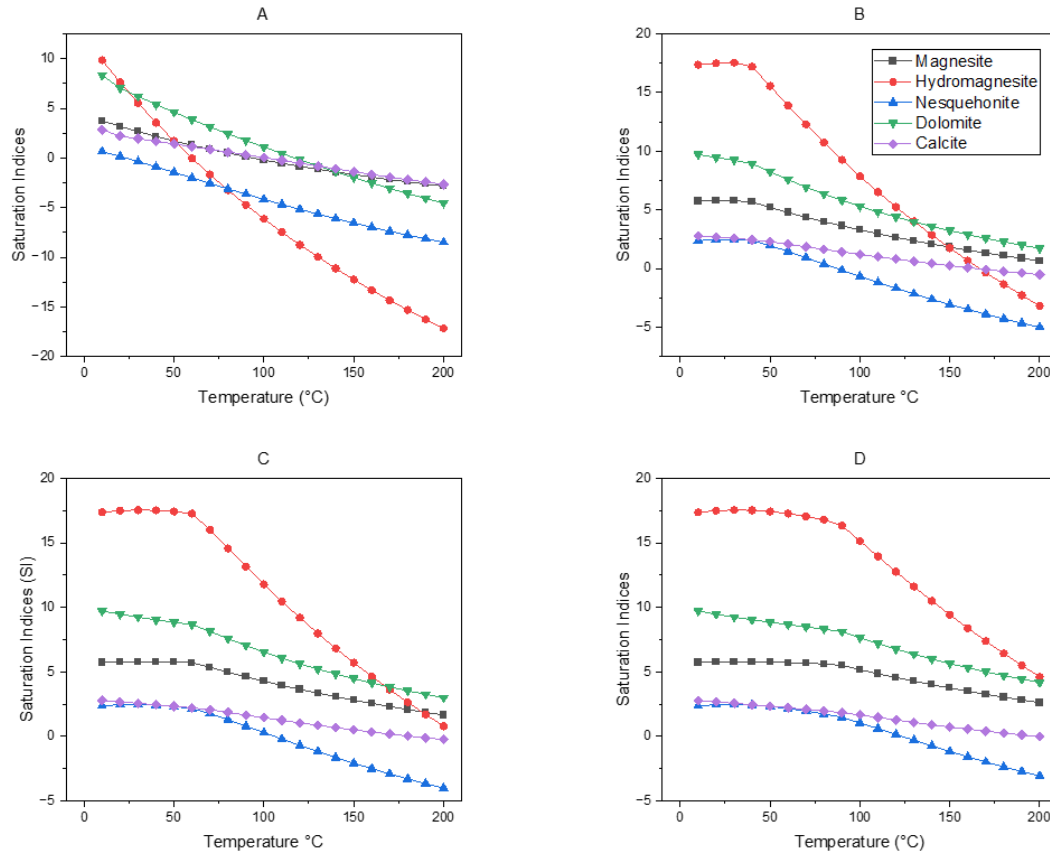 A
Saturation Indices
10
5
0
−5
−10
−15
−20
0
50
100
150
200
Temperature (°C)
B
Saturation Indices
20
15
10
5
0
−5
0
50
100
150
200
Temperature °C
Magnesite
Hydromagnesite
Nesquehonite
Dolomite
Calcite
C
Saturation Indices (SI)
20
15
10
5
0
−5
0
50
100
150
200
Temperature °C
D
Saturation Indices
20
15
10
5
0
−5
0
50
100
150
200
Temperature (°C)